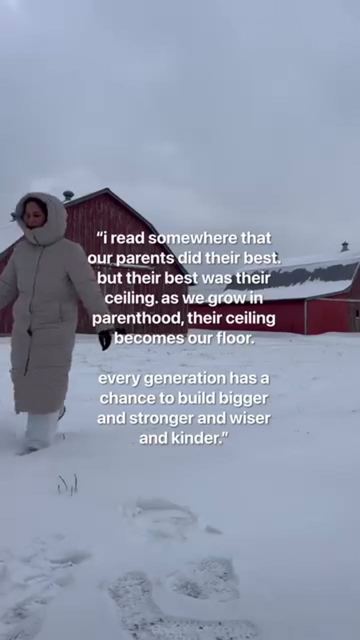 “i read somewhere that
our parents did their best.
but their best was their
ceiling. as we grow in
parenthood, their ceiling
becomes our floor.
every generation has a
chance to build bigger
and stronger and wiser
and kinder.”